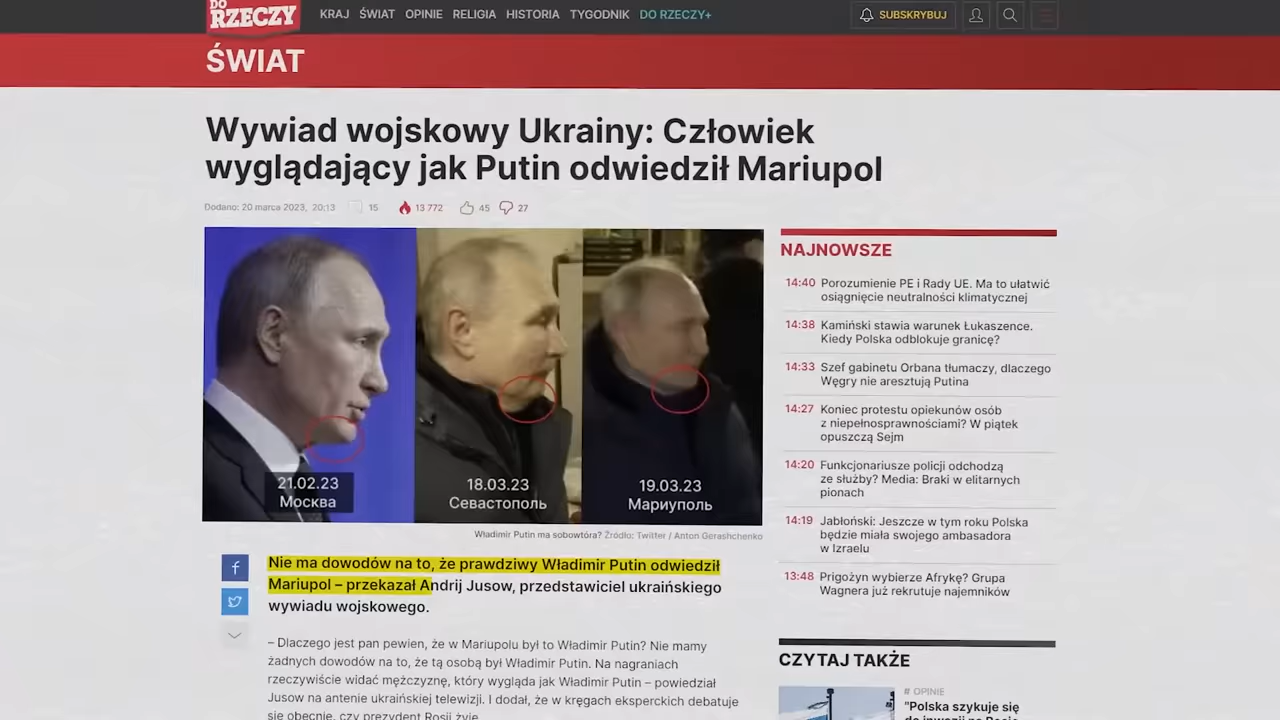 DO RZECZY
KRAJ ŚWIAT OPINIE RELIGIA HISTORIA TYGODNIK DO RZECZY+
SUBSKRYBUJ
ŚWIAT
Wywiad wojskowy Ukrainy: Człowiek
wyglądający jak Putin odwiedził Mariupol
Dodano: 20 marca 2023, 20:13 15 13 772 45 27
21.02.23
Москва
18.03.23
Севастополь
19.03.23
Мариуполь
Władimir Putin ma sobowtóra? Źródło: Twitter / Anton Gerashchenko
Nie ma dowodów na to, że prawdziwy Władimir Putin odwiedził
Mariupol – przekazał Andrij Jusow, przedstawiciel ukraińskiego
wywiadu wojskowego.
– Dlaczego jest pan pewien, że w Mariupolu był to Władimir Putin? Nie mamy
żadnych dowodów na to, że tą osobą był Władimir Putin. Na nagraniach
rzeczywiście widać mężczyznę, który wygląda jak Władimir Putin – powiedział
Jusow na antenie ukraińskiej telewizji. I dodał, że w kręgach eksperckich debatuje
się obecnie, czy prezydent Rosji żyje.
NAJNOWSZE
14:40 Porozumienie PE i Rady UE. Ma to ułatwić
osiągnięcie neutralności klimatycznej
14:38 Kamiński stawia warunek Łukaszence.
Kiedy Polska odblokuje granicę?
14:33 Szef gabinetu Orbana tłumaczy, dlaczego
Węgry nie aresztują Putina
14:27 Koniec protestu opiekunów osób
z niepełnosprawnościami? W piątek
opuszczą Sejm
14:20 Funkcjonariusze policji odchodzą
ze służby? Media: Braki w elitarnych
pionach
14:19 Jabłoński: Jeszcze w tym roku Polska
będzie miała swojego ambasadora
w Izraelu
13:48 Prigożyn wybierze Afrykę? Grupa
Wagnera już rekrutuje najemników
CZYTAJ TAKŻE
# OPINIE
"Polska szykuje się
do inwazji na Rosję